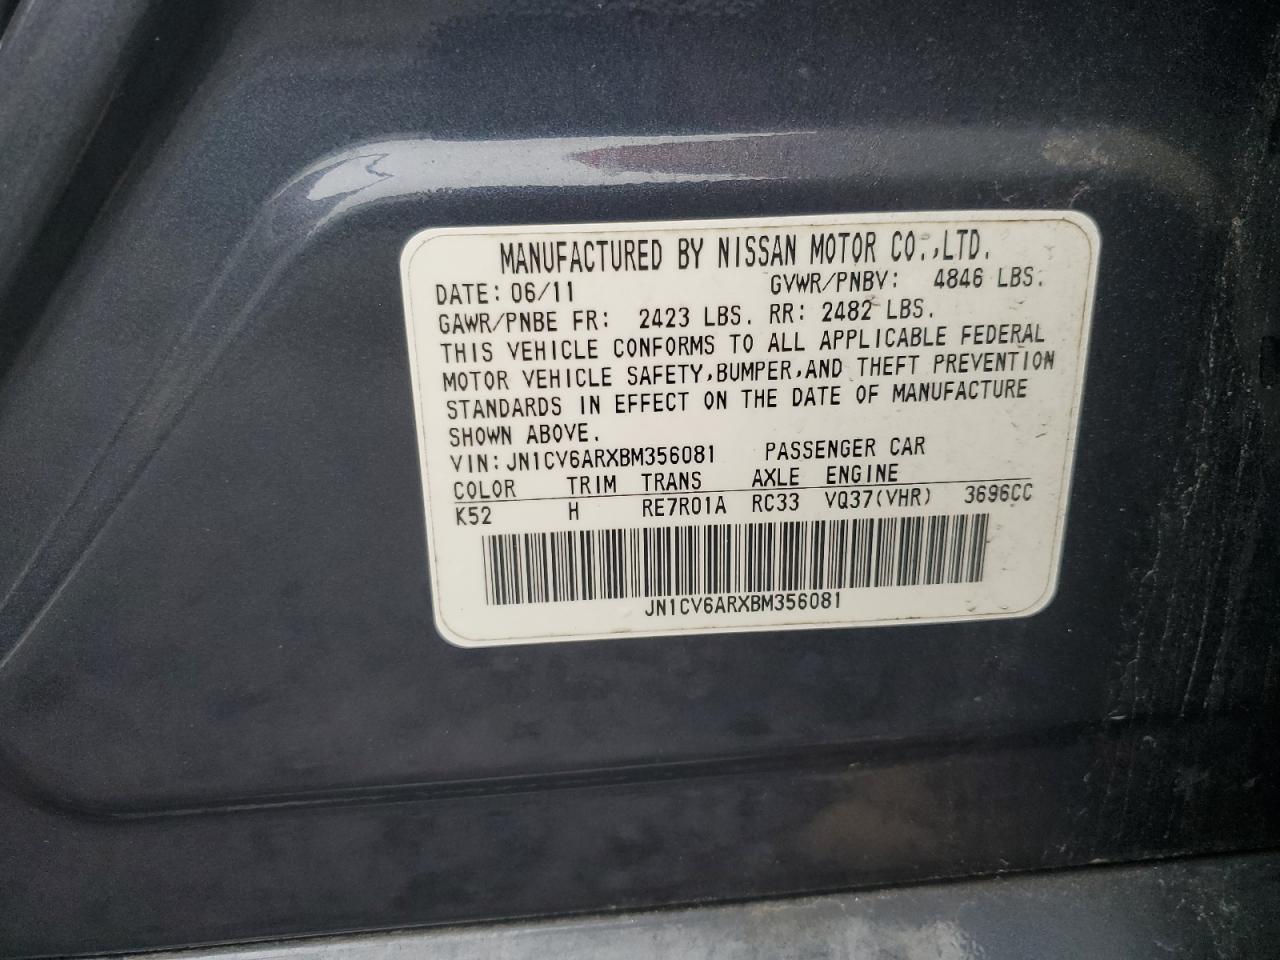 MANUFACTURED BY NISSAN MOTOR CO.,LTD.
DATE: 06/11 GVWR/PNBV: 4846 LBS.
GAWR/PNBE FR: 2423 LBS. RR: 2482 LBS.
THIS VEHICLE CONFORMS TO ALL APPLICABLE FEDERAL
MOTOR VEHICLE SAFETY,BUMPER,AND THEFT PREVENTION
STANDARDS IN EFFECT ON THE DATE OF MANUFACTURE
SHOWN ABOVE.
VIN: JN1CV6ARXBM356081 PASSENGER CAR
COLOR TRIM TRANS AXLE ENGINE
K52 H RE7R01A RC33 VQ37(VHR) 3696CC
JN1CV6ARXBM356081